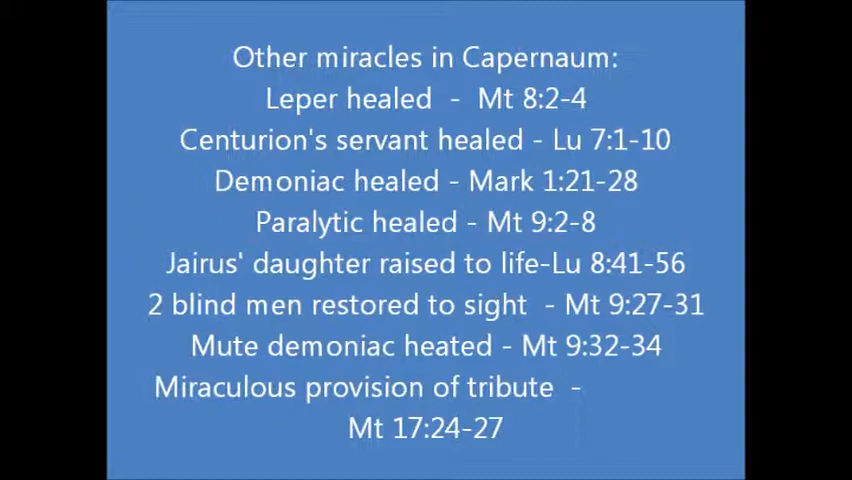 Other miracles in Capernaum:
Leper healed - Mt 8:2-4
Centurion's servant healed - Lu 7:1-10
Demoniac healed - Mark 1:21-28
Paralytic healed - Mt 9:2-8
Jairus' daughter raised to life-Lu 8:41-56
2 blind men restored to sight - Mt 9:27-31
Mute demoniac heated - Mt 9:32-34
Miraculous provision of tribute -
Mt 17:24-27